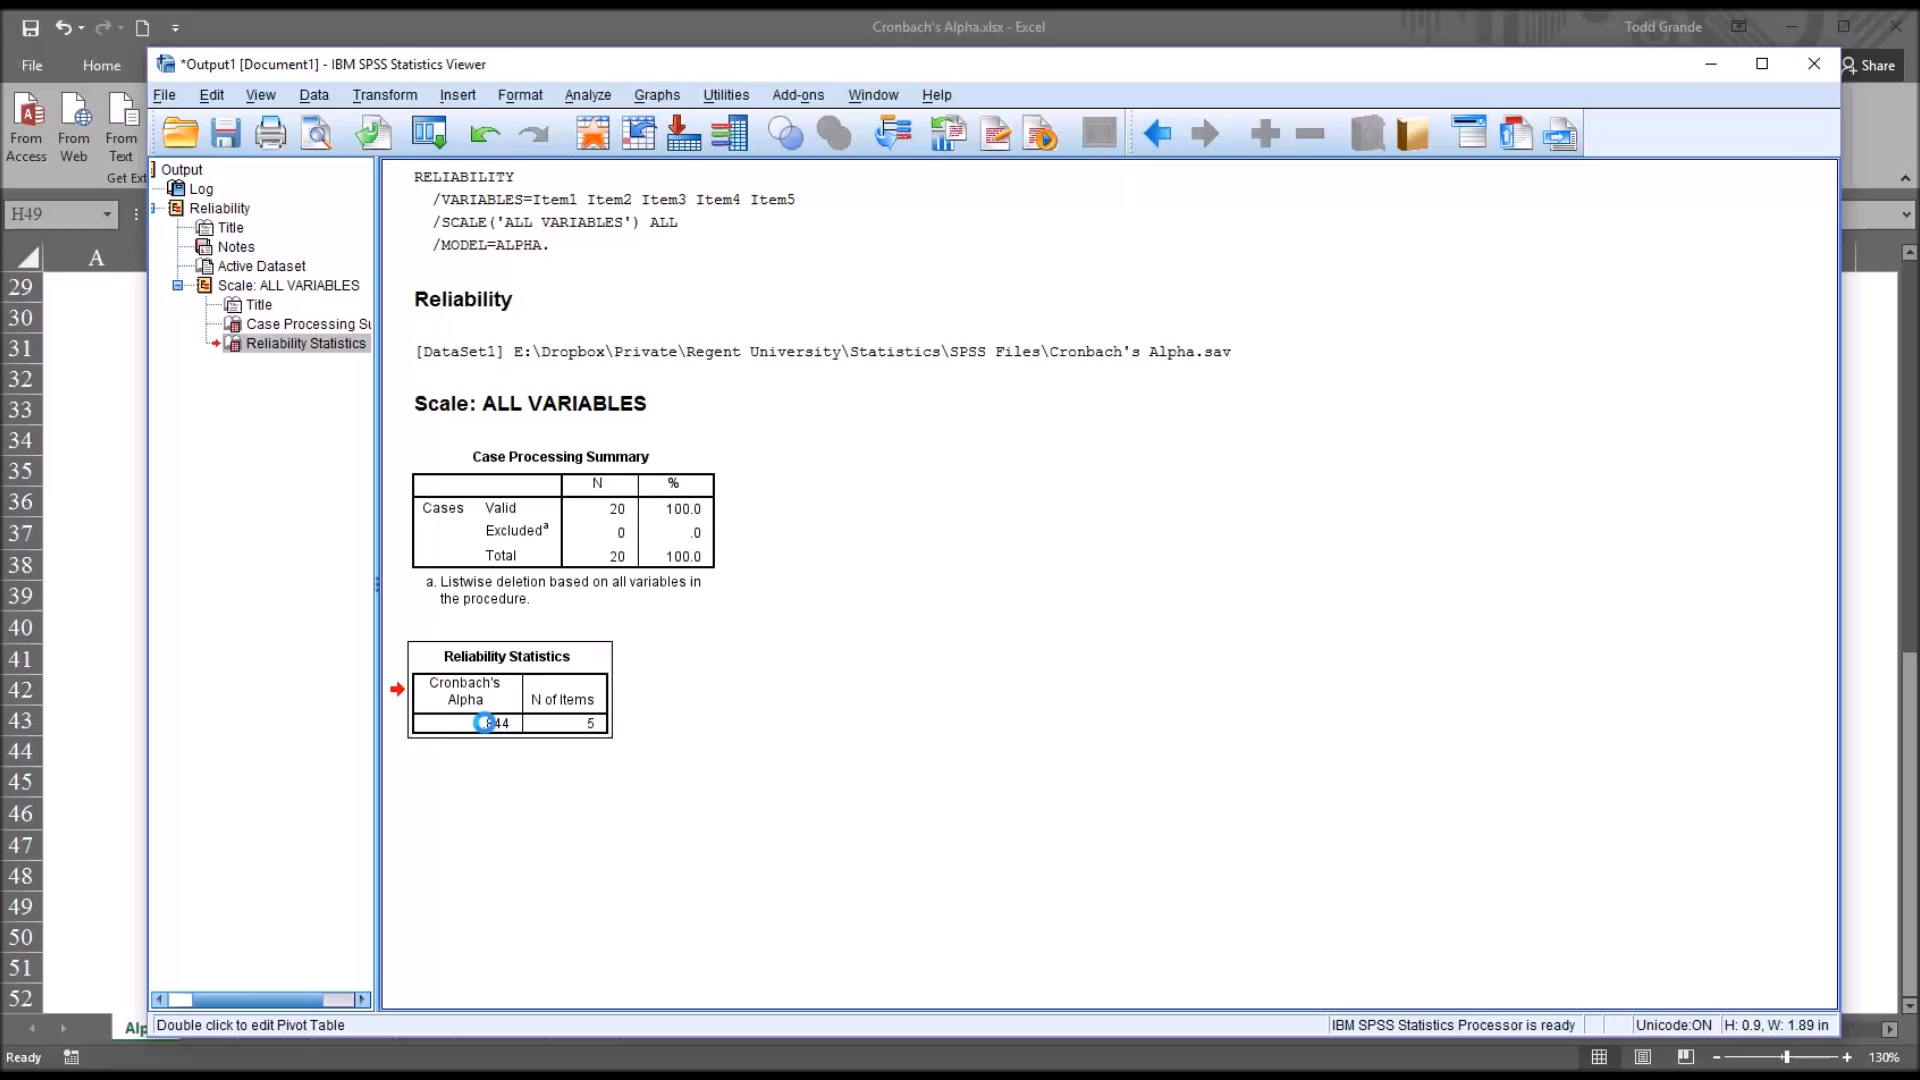 Cronbach's Alpha.xlsx - Excel
Todd Grande
File
Home
Share
From Access
From Web
From Text
Get Ext
H49
A
29
30
31
32
33
34
35
36
37
38
39
40
41
42
43
44
45
46
47
48
49
50
51
52
*Output1 [Document1] - IBM SPSS Statistics Viewer
File Edit View Data Transform Insert Format Analyze Graphs Utilities Add-ons Window Help
Output
Log
Reliability
Title
Notes
Active Dataset
Scale: ALL VARIABLES
Title
Case Processing Su
Reliability Statistics
RELIABILITY
/VARIABLES=Item1 Item2 Item3 Item4 Item5
/SCALE('ALL VARIABLES') ALL
/MODEL=ALPHA.
Reliability
[DataSet1] E:\Dropbox\Private\Regent University\Statistics\SPSS Files\Cronbach's Alpha.sav
Scale: ALL VARIABLES
Case Processing Summary
N %
Cases Valid 20 100.0
Excludedᵃ 0 .0
Total 20 100.0
a. Listwise deletion based on all variables in
the procedure.
Reliability Statistics
Cronbach's
Alpha N of Items
844 5
Double click to edit Pivot Table
IBM SPSS Statistics Processor is ready
Unicode:ON
H: 0.9, W: 1.89 in
Alp
Ready
130%